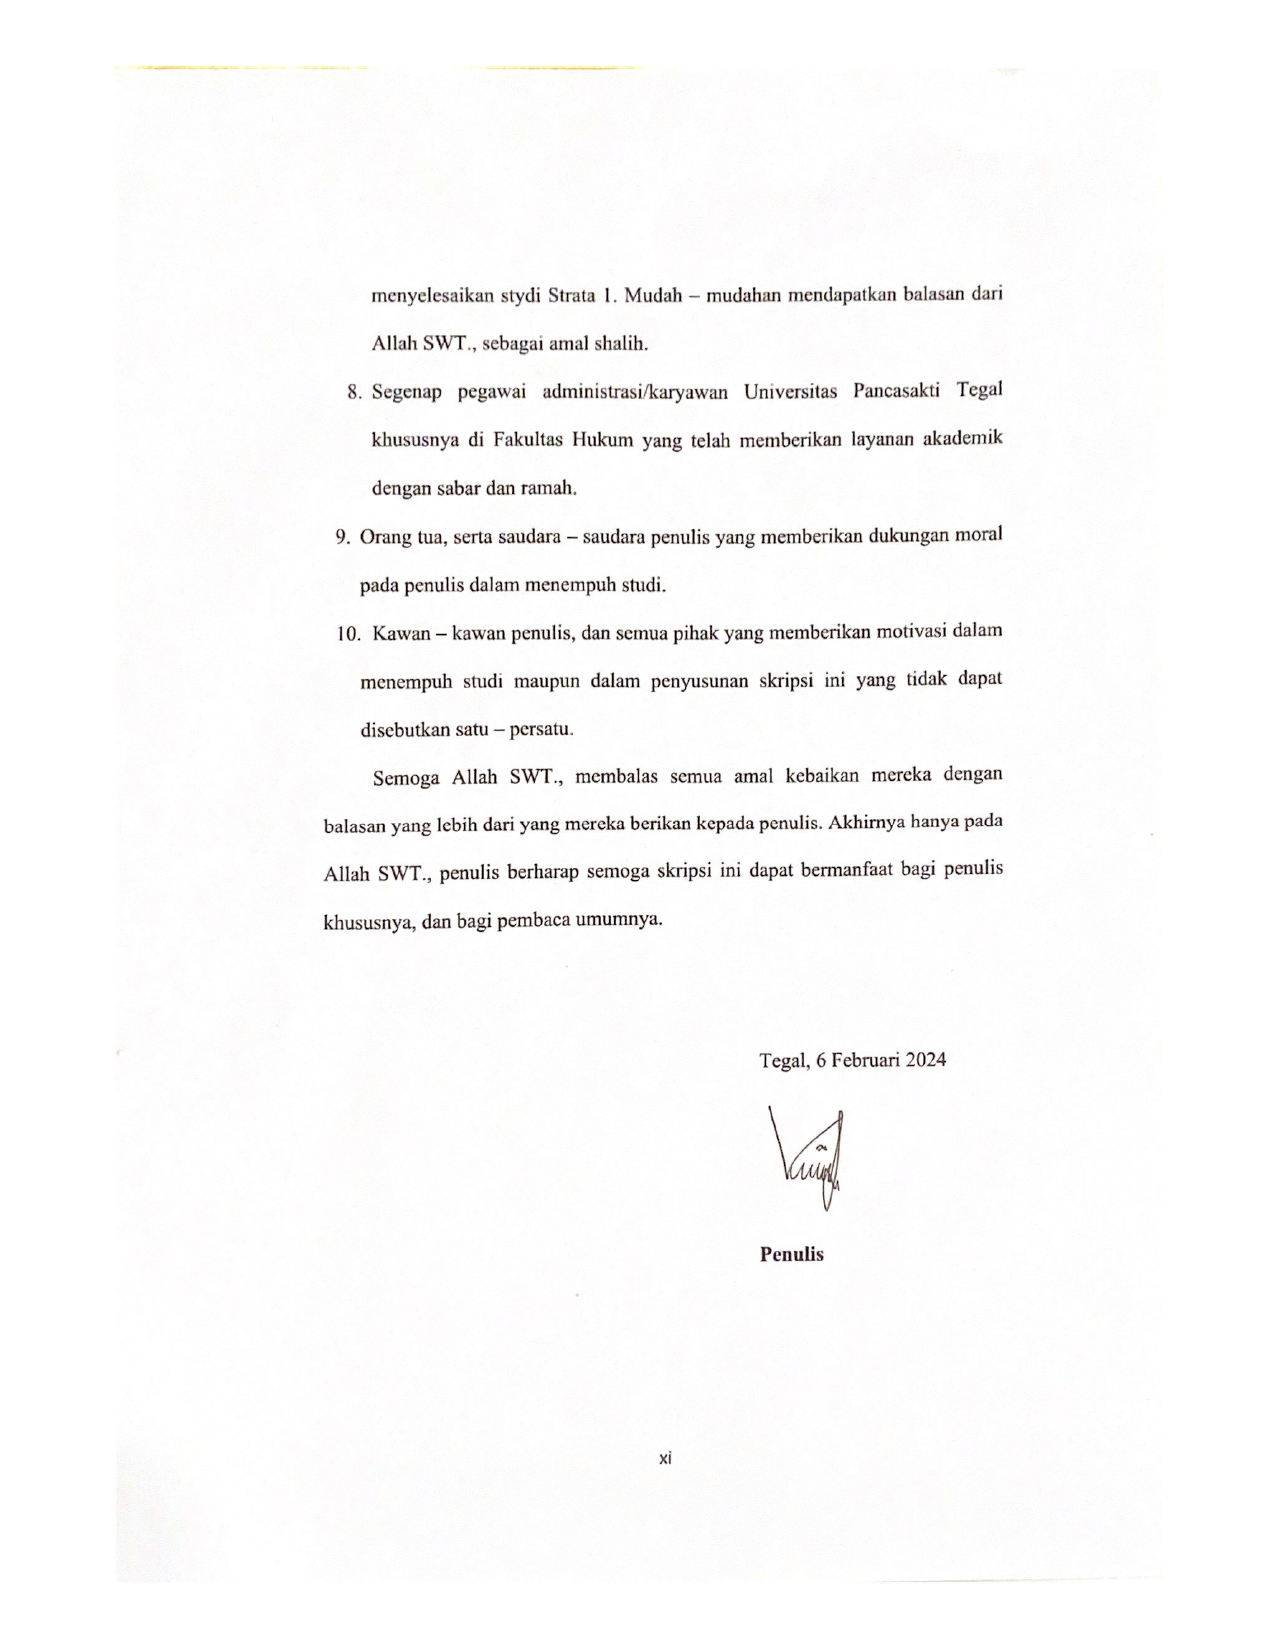 menyelesaikan stydi Strata 1. Mudah – mudahan mendapatkan balasan dari
Allah SWT., sebagai amal shalih.
8. Segenap pegawai administrasi/karyawan Universitas Pancasakti Tegal
khususnya di Fakultas Hukum yang telah memberikan layanan akademik
dengan sabar dan ramah.
9. Orang tua, serta saudara – saudara penulis yang memberikan dukungan moral
pada penulis dalam menempuh studi.
10. Kawan – kawan penulis, dan semua pihak yang memberikan motivasi dalam
menempuh studi maupun dalam penyusunan skripsi ini yang tidak dapat
disebutkan satu – persatu.
Semoga Allah SWT., membalas semua amal kebaikan mereka dengan
balasan yang lebih dari yang mereka berikan kepada penulis. Akhirnya hanya pada
Allah SWT., penulis berharap semoga skripsi ini dapat bermanfaat bagi penulis
khususnya, dan bagi pembaca umumnya.
Tegal, 6 Februari 2024
Penulis
xi